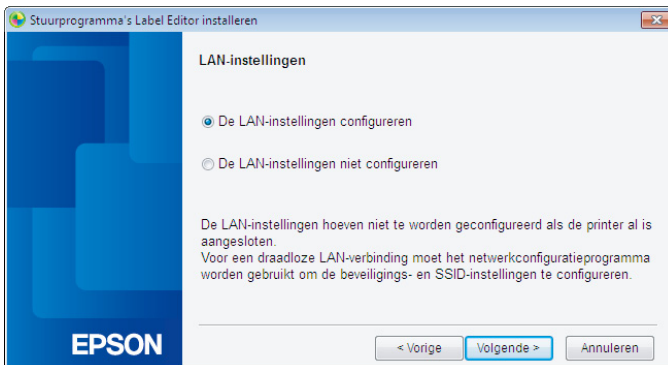 Stuurprogramma's Label Editor installeren
LAN-instellingen
De LAN-instellingen configureren
De LAN-instellingen niet configureren
De LAN-instellingen hoeven niet te worden geconfigureerd als de printer al is
aangesloten.
Voor een draadloze LAN-verbinding moet het netwerkconfiguratieprogramma
worden gebruikt om de beveiligings- en SSID-instellingen te configureren.
EPSON
< Vorige
Volgende >
Annuleren